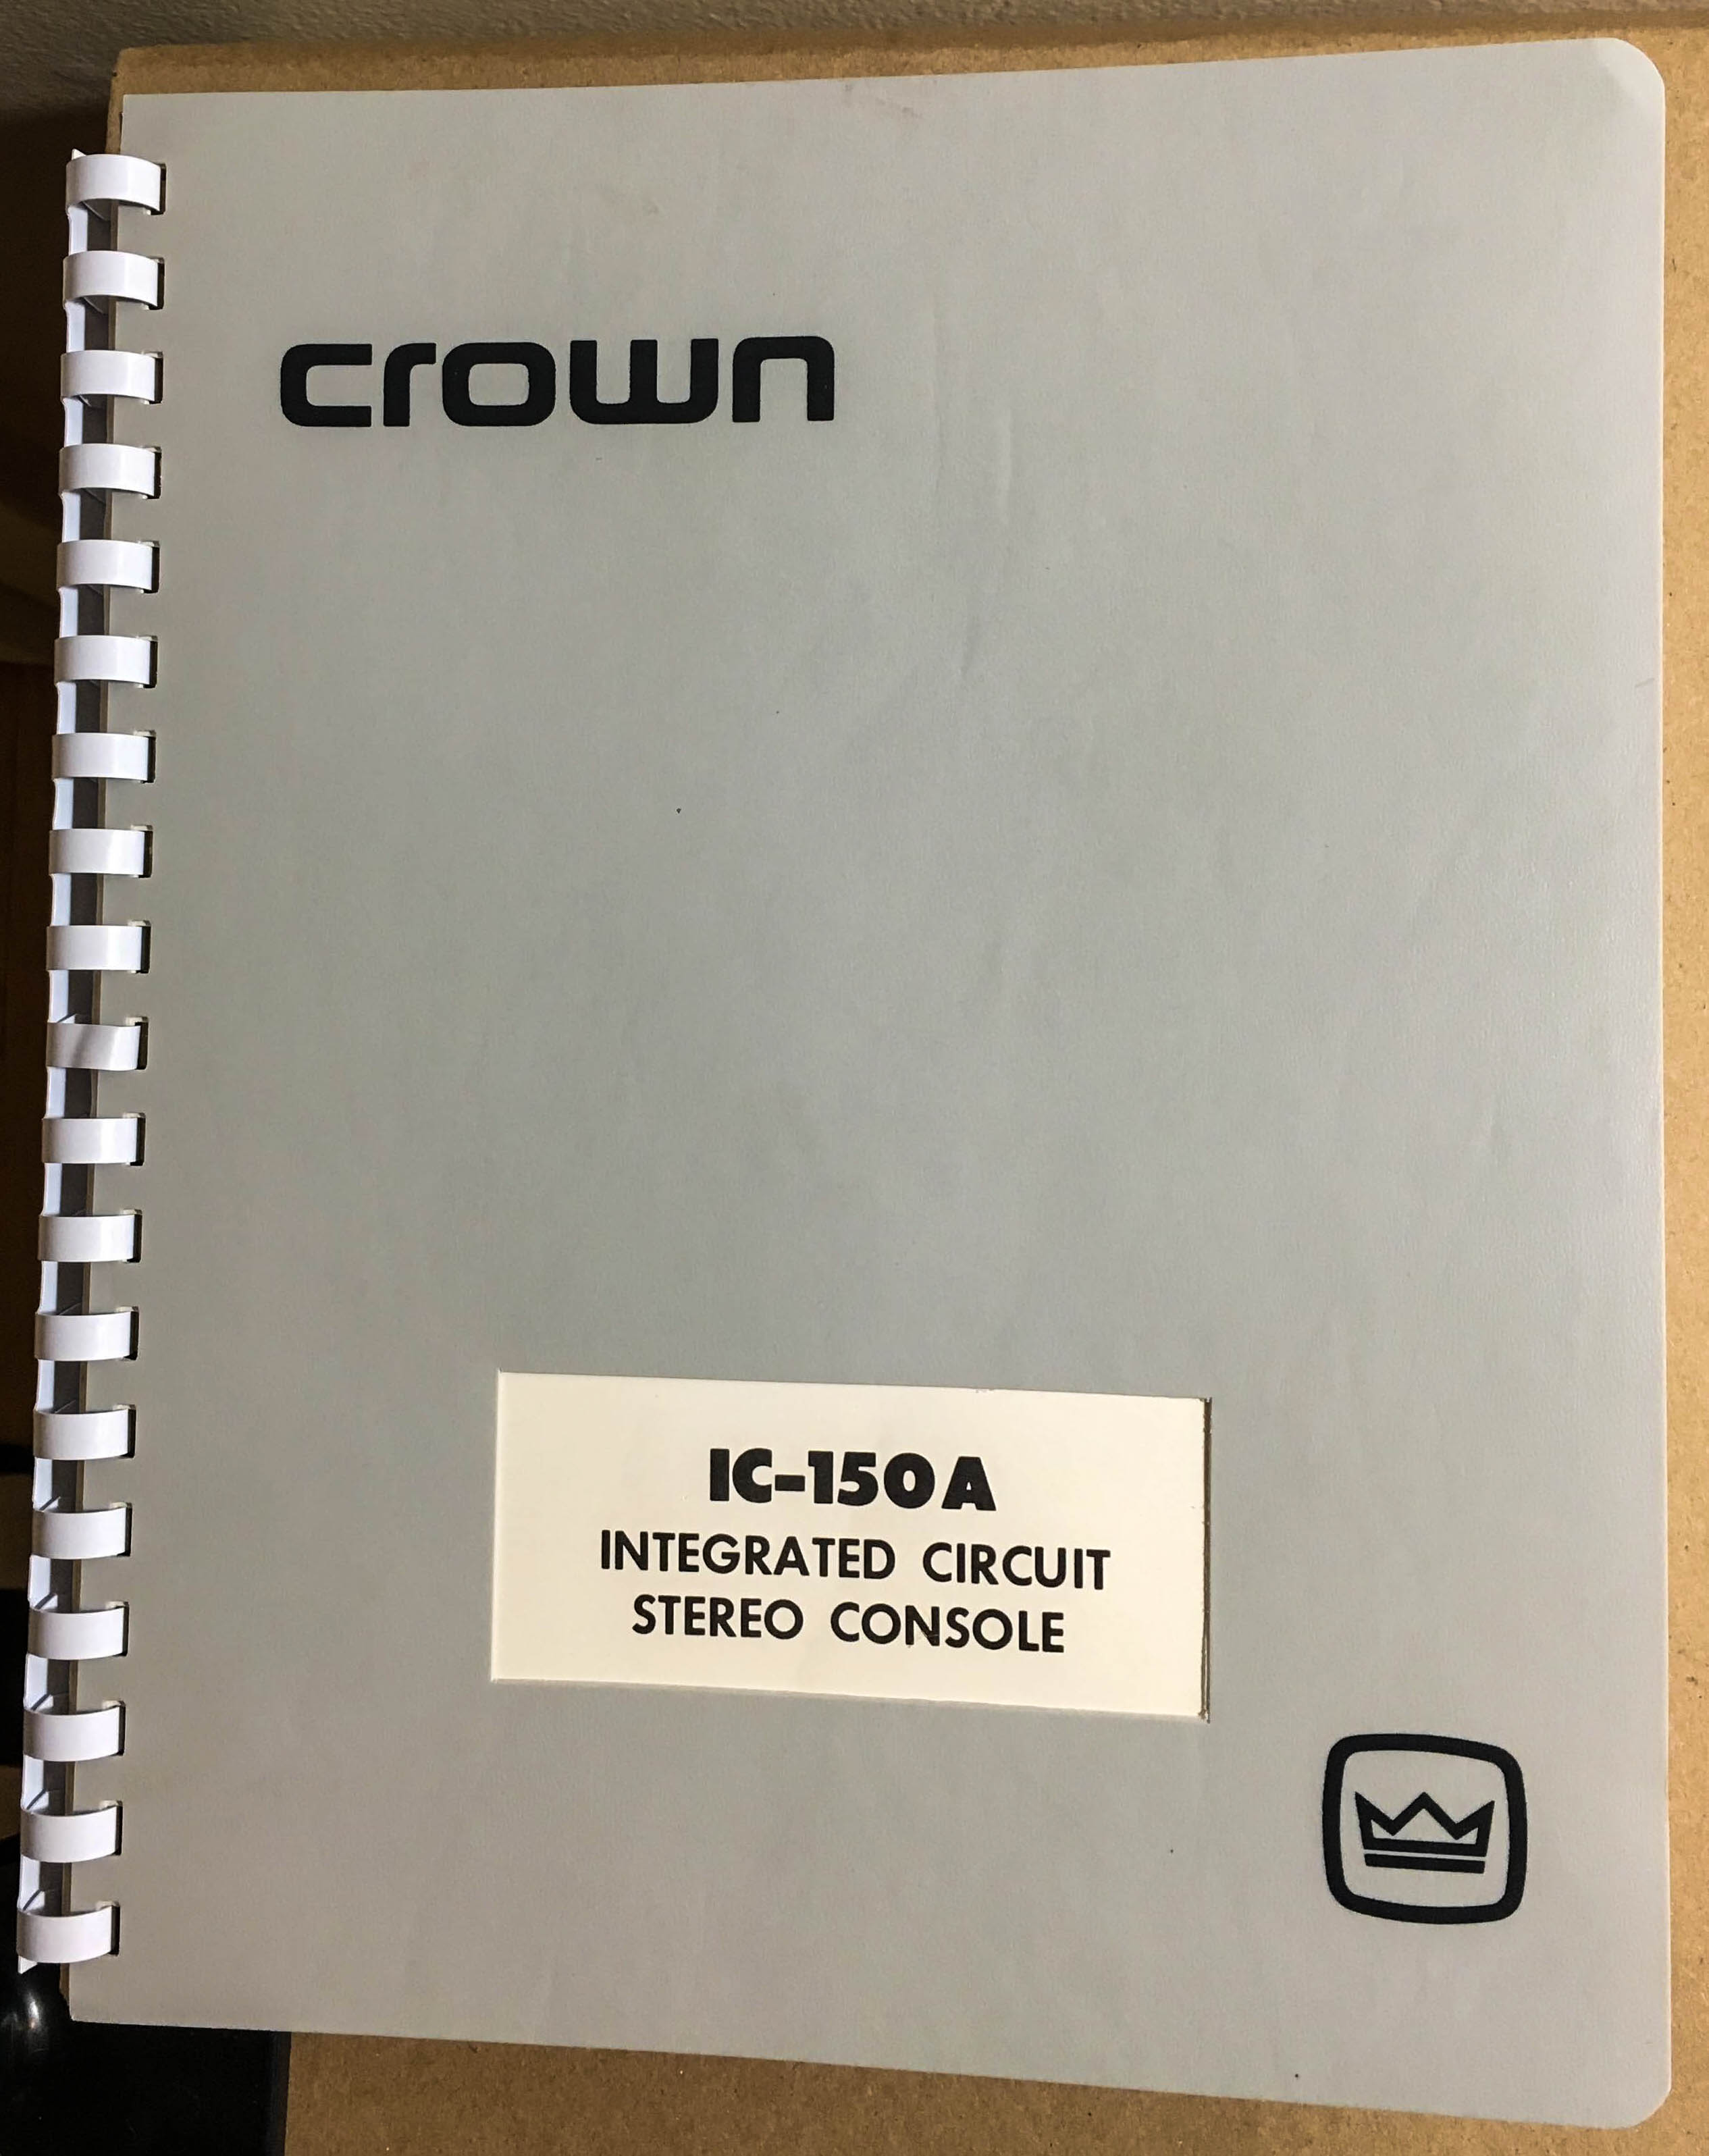 crown
IC-150A
INTEGRATED CIRCUIT
STEREO CONSOLE